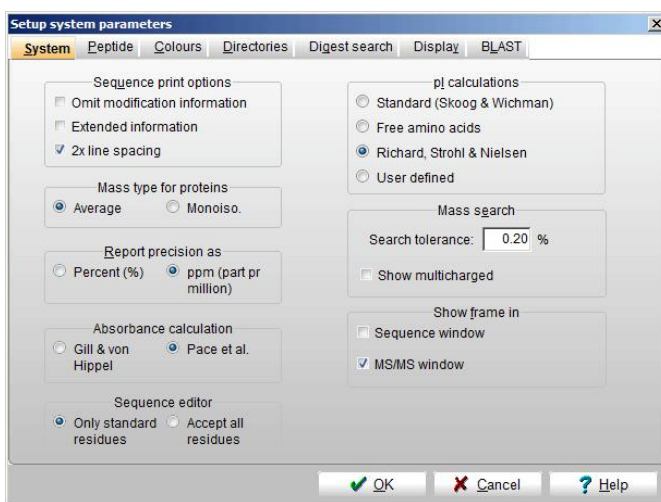 Setup system parameters
System Peptide Colours Directories Digest search Display BLAST
Sequence print options
Omit modification information
Extended information
2x line spacing
Mass type for proteins
Average Monoiso.
Report precision as
Percent (%) ppm (part pr
million)
Absorbance calculation
Gill & von Pace et al.
Hippel
Sequence editor
Only standard Accept all
residues residues
pI calculations
Standard (Skoog & Wichman)
Free amino acids
Richard, Strohl & Nielsen
User defined
Mass search
Search tolerance: 0.20 %
Show multicharged
Show frame in
Sequence window
MS/MS window
OK Cancel Help